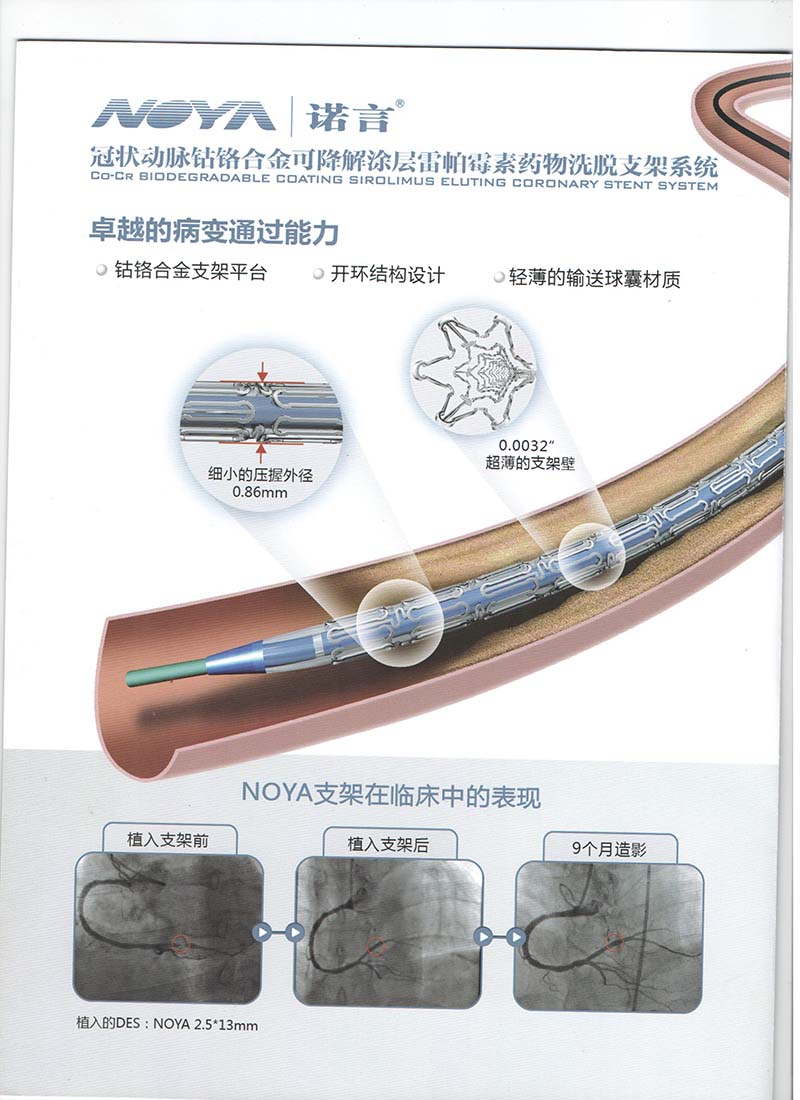 NOYA | 诺言®
冠状动脉钴铬合金可降解涂层雷帕霉素药物洗脱支架系统
CO-CR BIODEGRADABLE COATING SIROLIMUS ELUTING CORONARY STENT SYSTEM
卓越的病变通过能力
钴铬合金支架平台 开环结构设计 轻薄的输送球囊材质
细小的压握外径
0.86mm
0.0032"
超薄的支架壁
NOYA支架在临床中的表现
植入支架前 植入支架后 9个月造影
植入的DES：NOYA 2.5*13mm